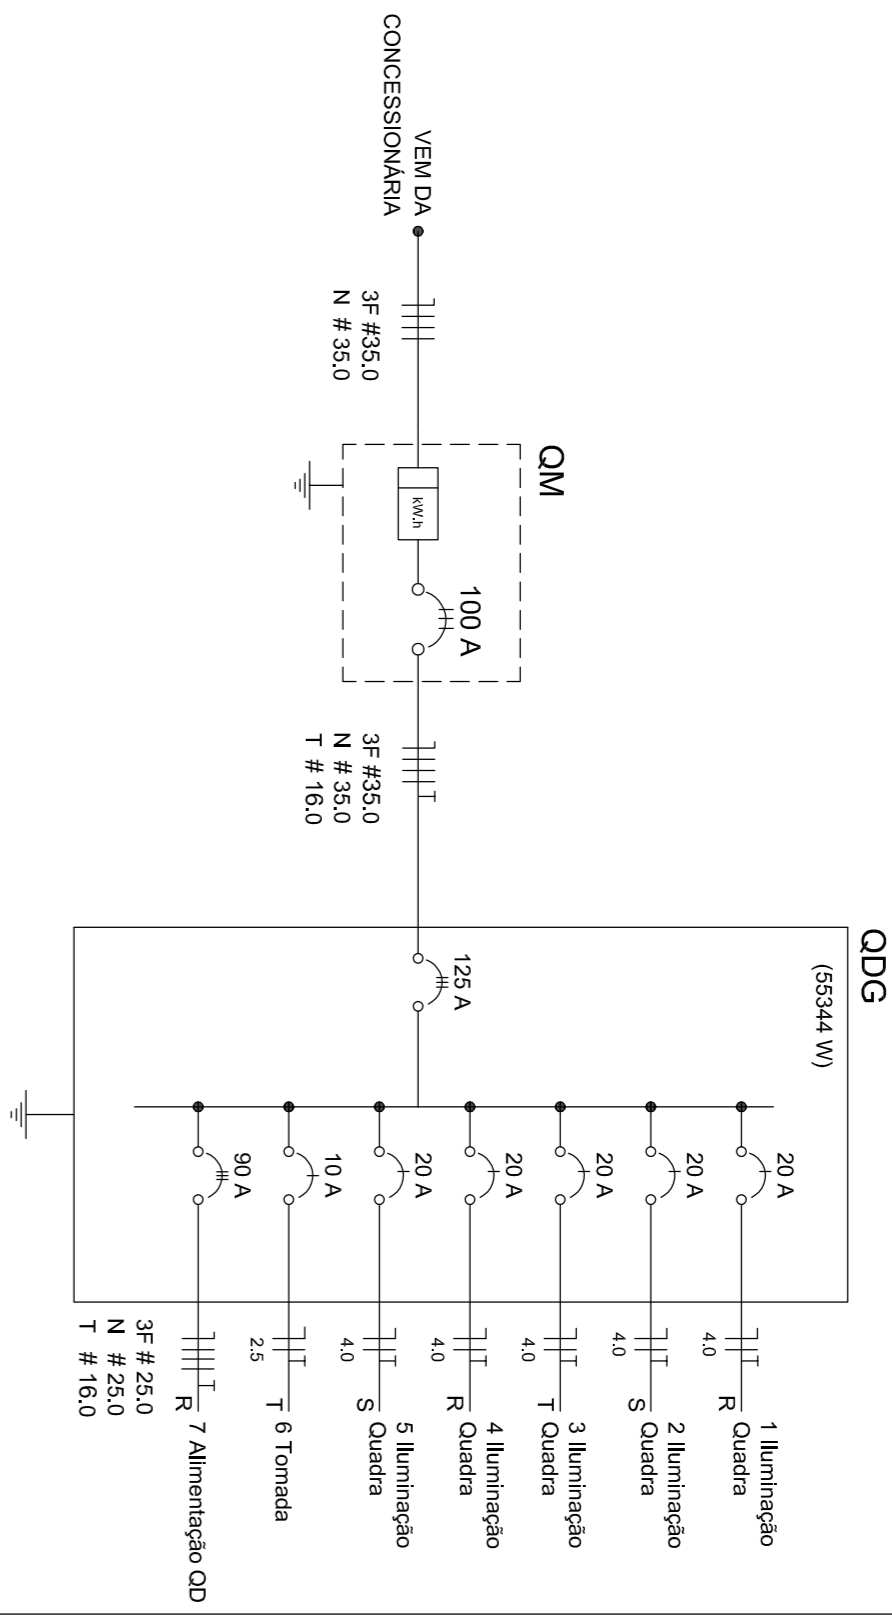 VEM DA
CONCESSIONÁRIA
3F #35.0
N # 35.0
QM
kW.h
100 A
3F #35.0
N # 35.0
T # 16.0
QDG
(55344 W)
125 A
20 A
4.0
R
1 Iluminação
Quadra
20 A
4.0
S
2 Iluminação
Quadra
20 A
4.0
T
3 Iluminação
Quadra
20 A
4.0
R
4 Iluminação
Quadra
20 A
4.0
S
5 Iluminação
Quadra
10 A
2.5
T
6 Tomada
90 A
R
7 Alimentação QD
3F # 25.0
N # 25.0
T # 16.0